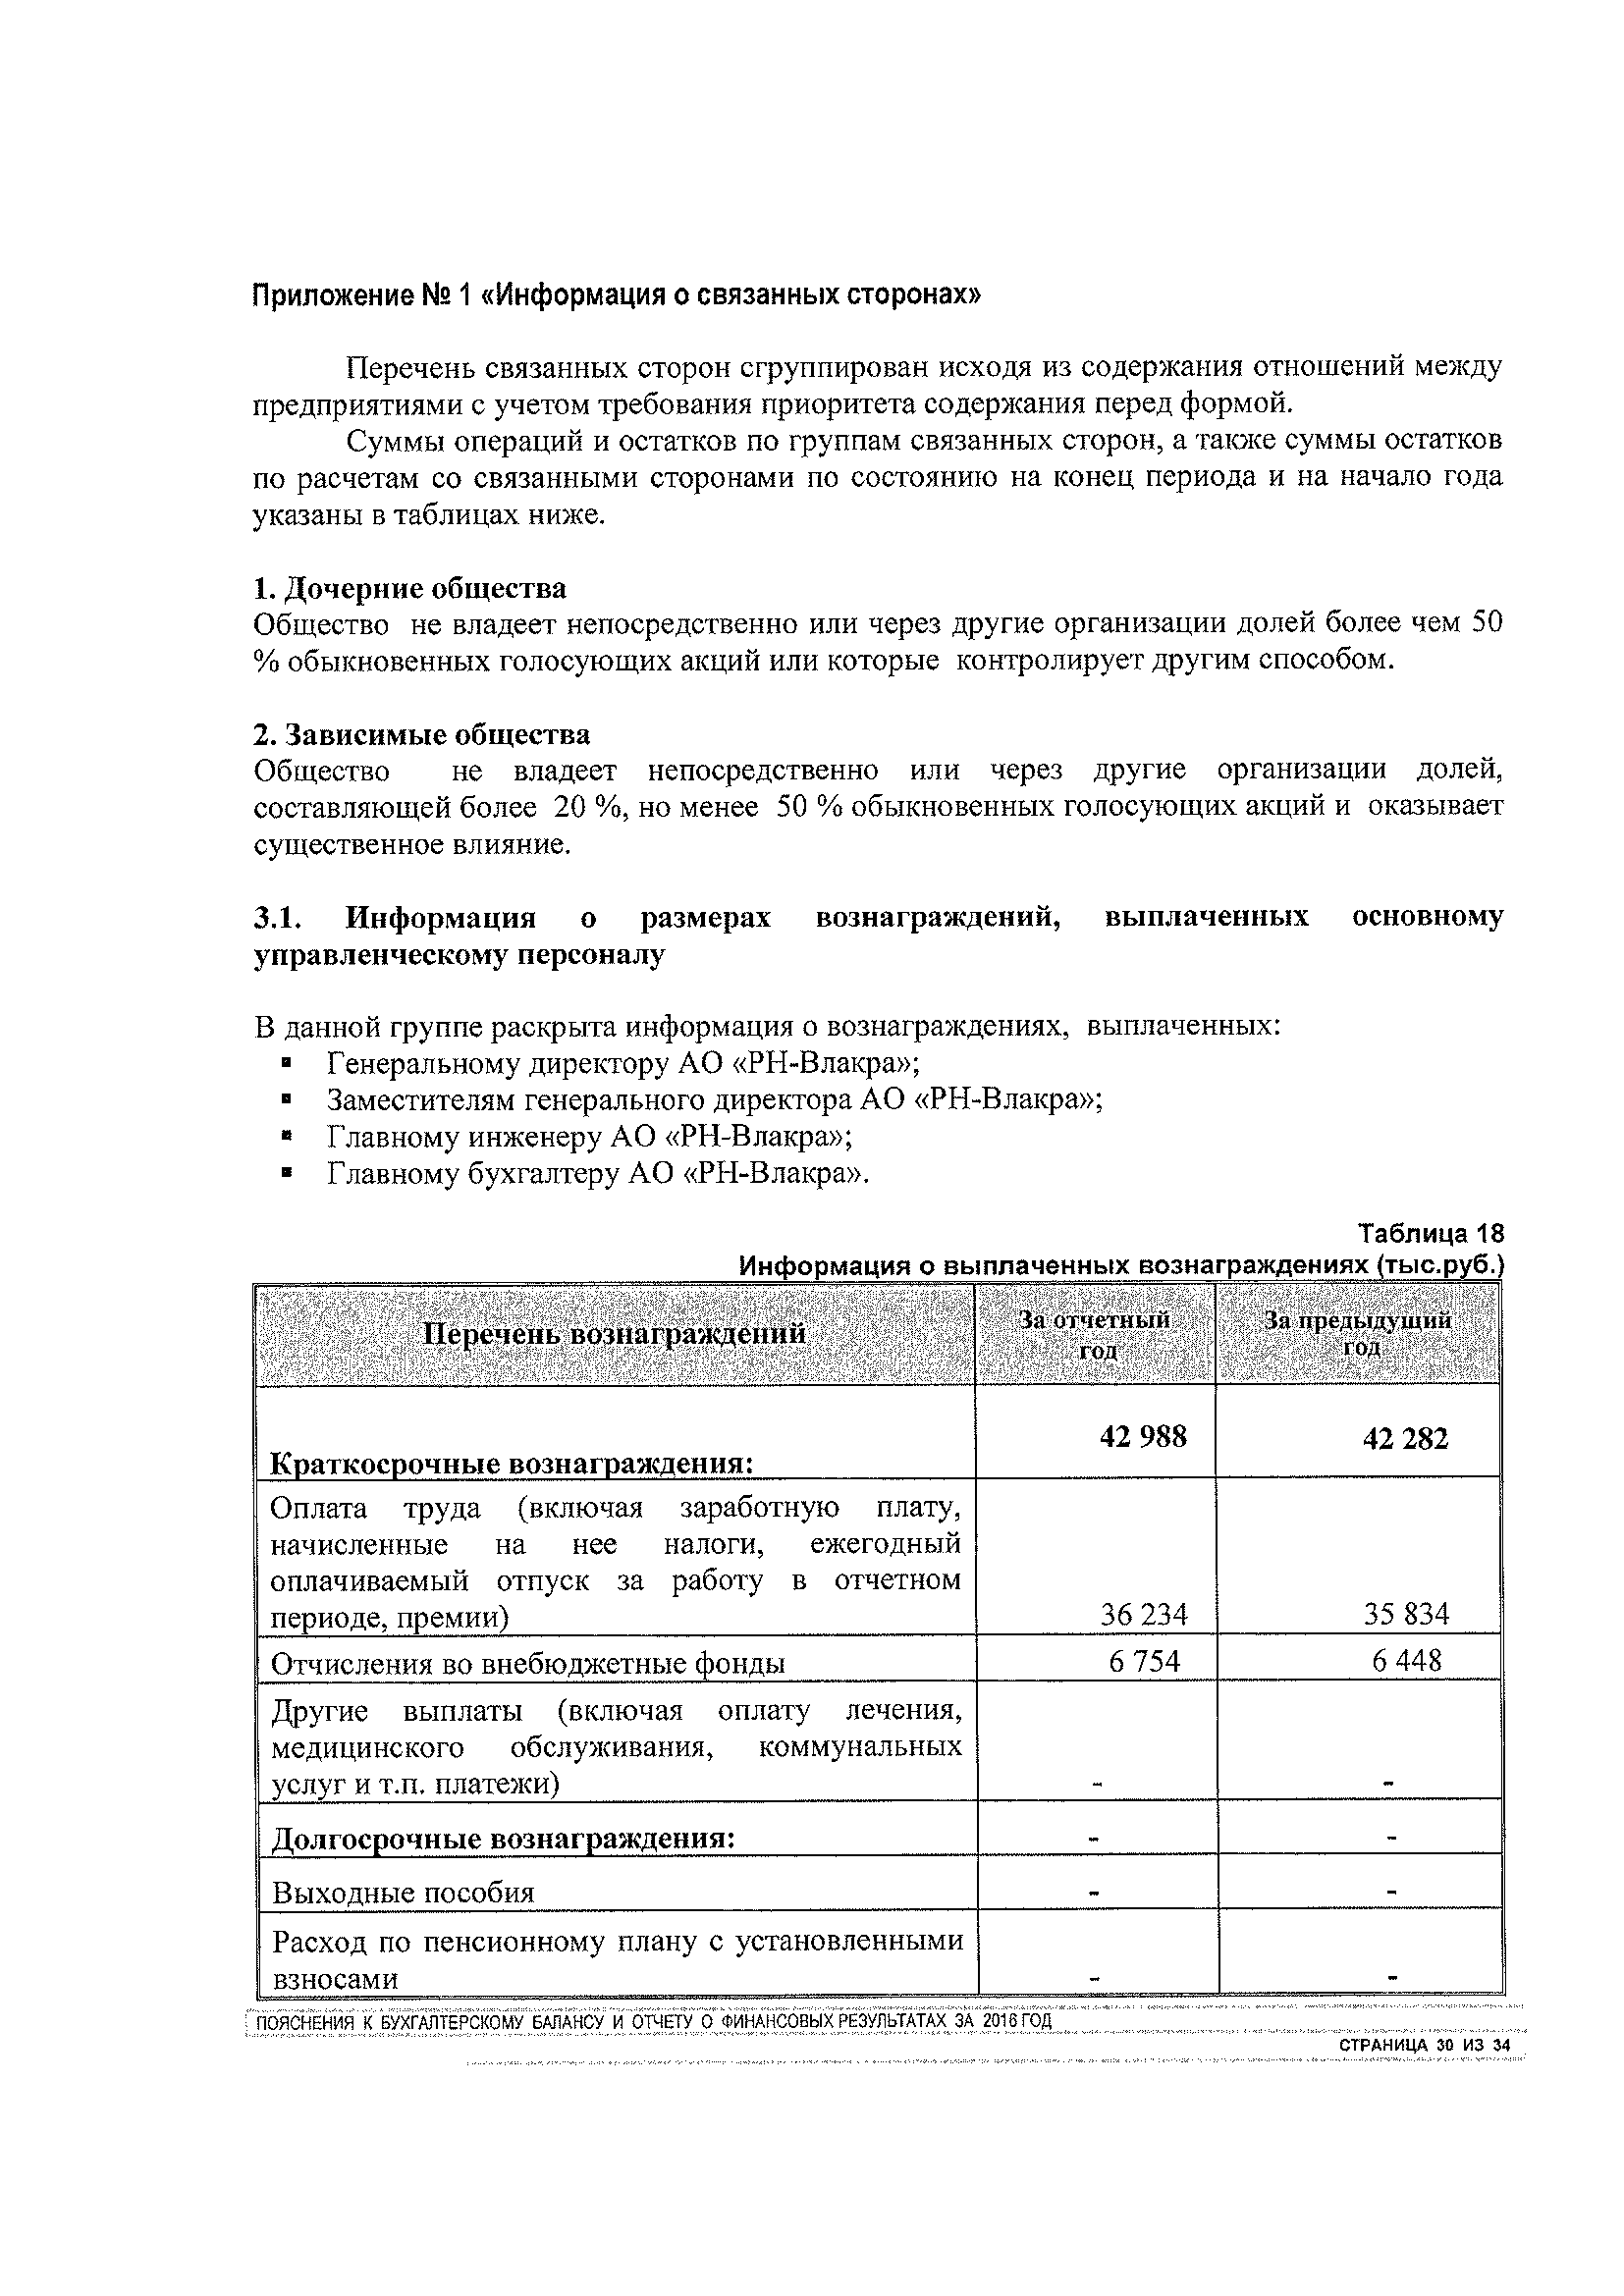 Приложение № 1 «Информация о связанных сторонах»
Перечень связанных сторон сгруппирован исходя из содержания отношений между
предприятиями с учетом требования приоритета содержания перед формой.
Суммы операций и остатков по группам связанных сторон, а также суммы остатков
по расчетам со связанными сторонами по состоянию на конец периода и на начало года
указаны в таблицах ниже.
1. Дочерние общества
Общество не владеет непосредственно или через другие организации долей более чем 50
% обыкновенных голосующих акций или которые контролирует другим способом.
2. Зависимые общества
Общество не владеет непосредственно или через другие организации долей,
составляющей более 20 %, но менее 50 % обыкновенных голосующих акций и оказывает
существенное влияние.
3.1. Информация о размерах вознаграждений, выплаченных основному
управленческому персоналу
В данной группе раскрыта информация о вознаграждениях, выплаченных:
▪ Генеральному директору АО «РН-Влакра»;
▪ Заместителям генерального директора АО «РН-Влакра»;
▪ Главному инженеру АО «РН-Влакра»;
▪ Главному бухгалтеру АО «РН-Влакра».
Таблица 18
Информация о выплаченных вознаграждениях (тыс.руб.)
Перечень вознаграждений
За отчетный
год
За предыдущий
год
Краткосрочные вознаграждения:
42 988
42 282
Оплата труда (включая заработную плату,
начисленные на нее налоги, ежегодный
оплачиваемый отпуск за работу в отчетном
периоде, премии)
36 234
35 834
Отчисления во внебюджетные фонды
6 754
6 448
Другие выплаты (включая оплату лечения,
медицинского обслуживания, коммунальных
услуг и т.п. платежи)
-
-
Долгосрочные вознаграждения:
-
-
Выходные пособия
-
-
Расход по пенсионному плану с установленными
взносами
-
-
ПОЯСНЕНИЯ К БУХГАЛТЕРСКОМУ БАЛАНСУ И ОТЧЕТУ О ФИНАНСОВЫХ РЕЗУЛЬТАТАХ ЗА 2016 ГОД
СТРАНИЦА 30 ИЗ 34